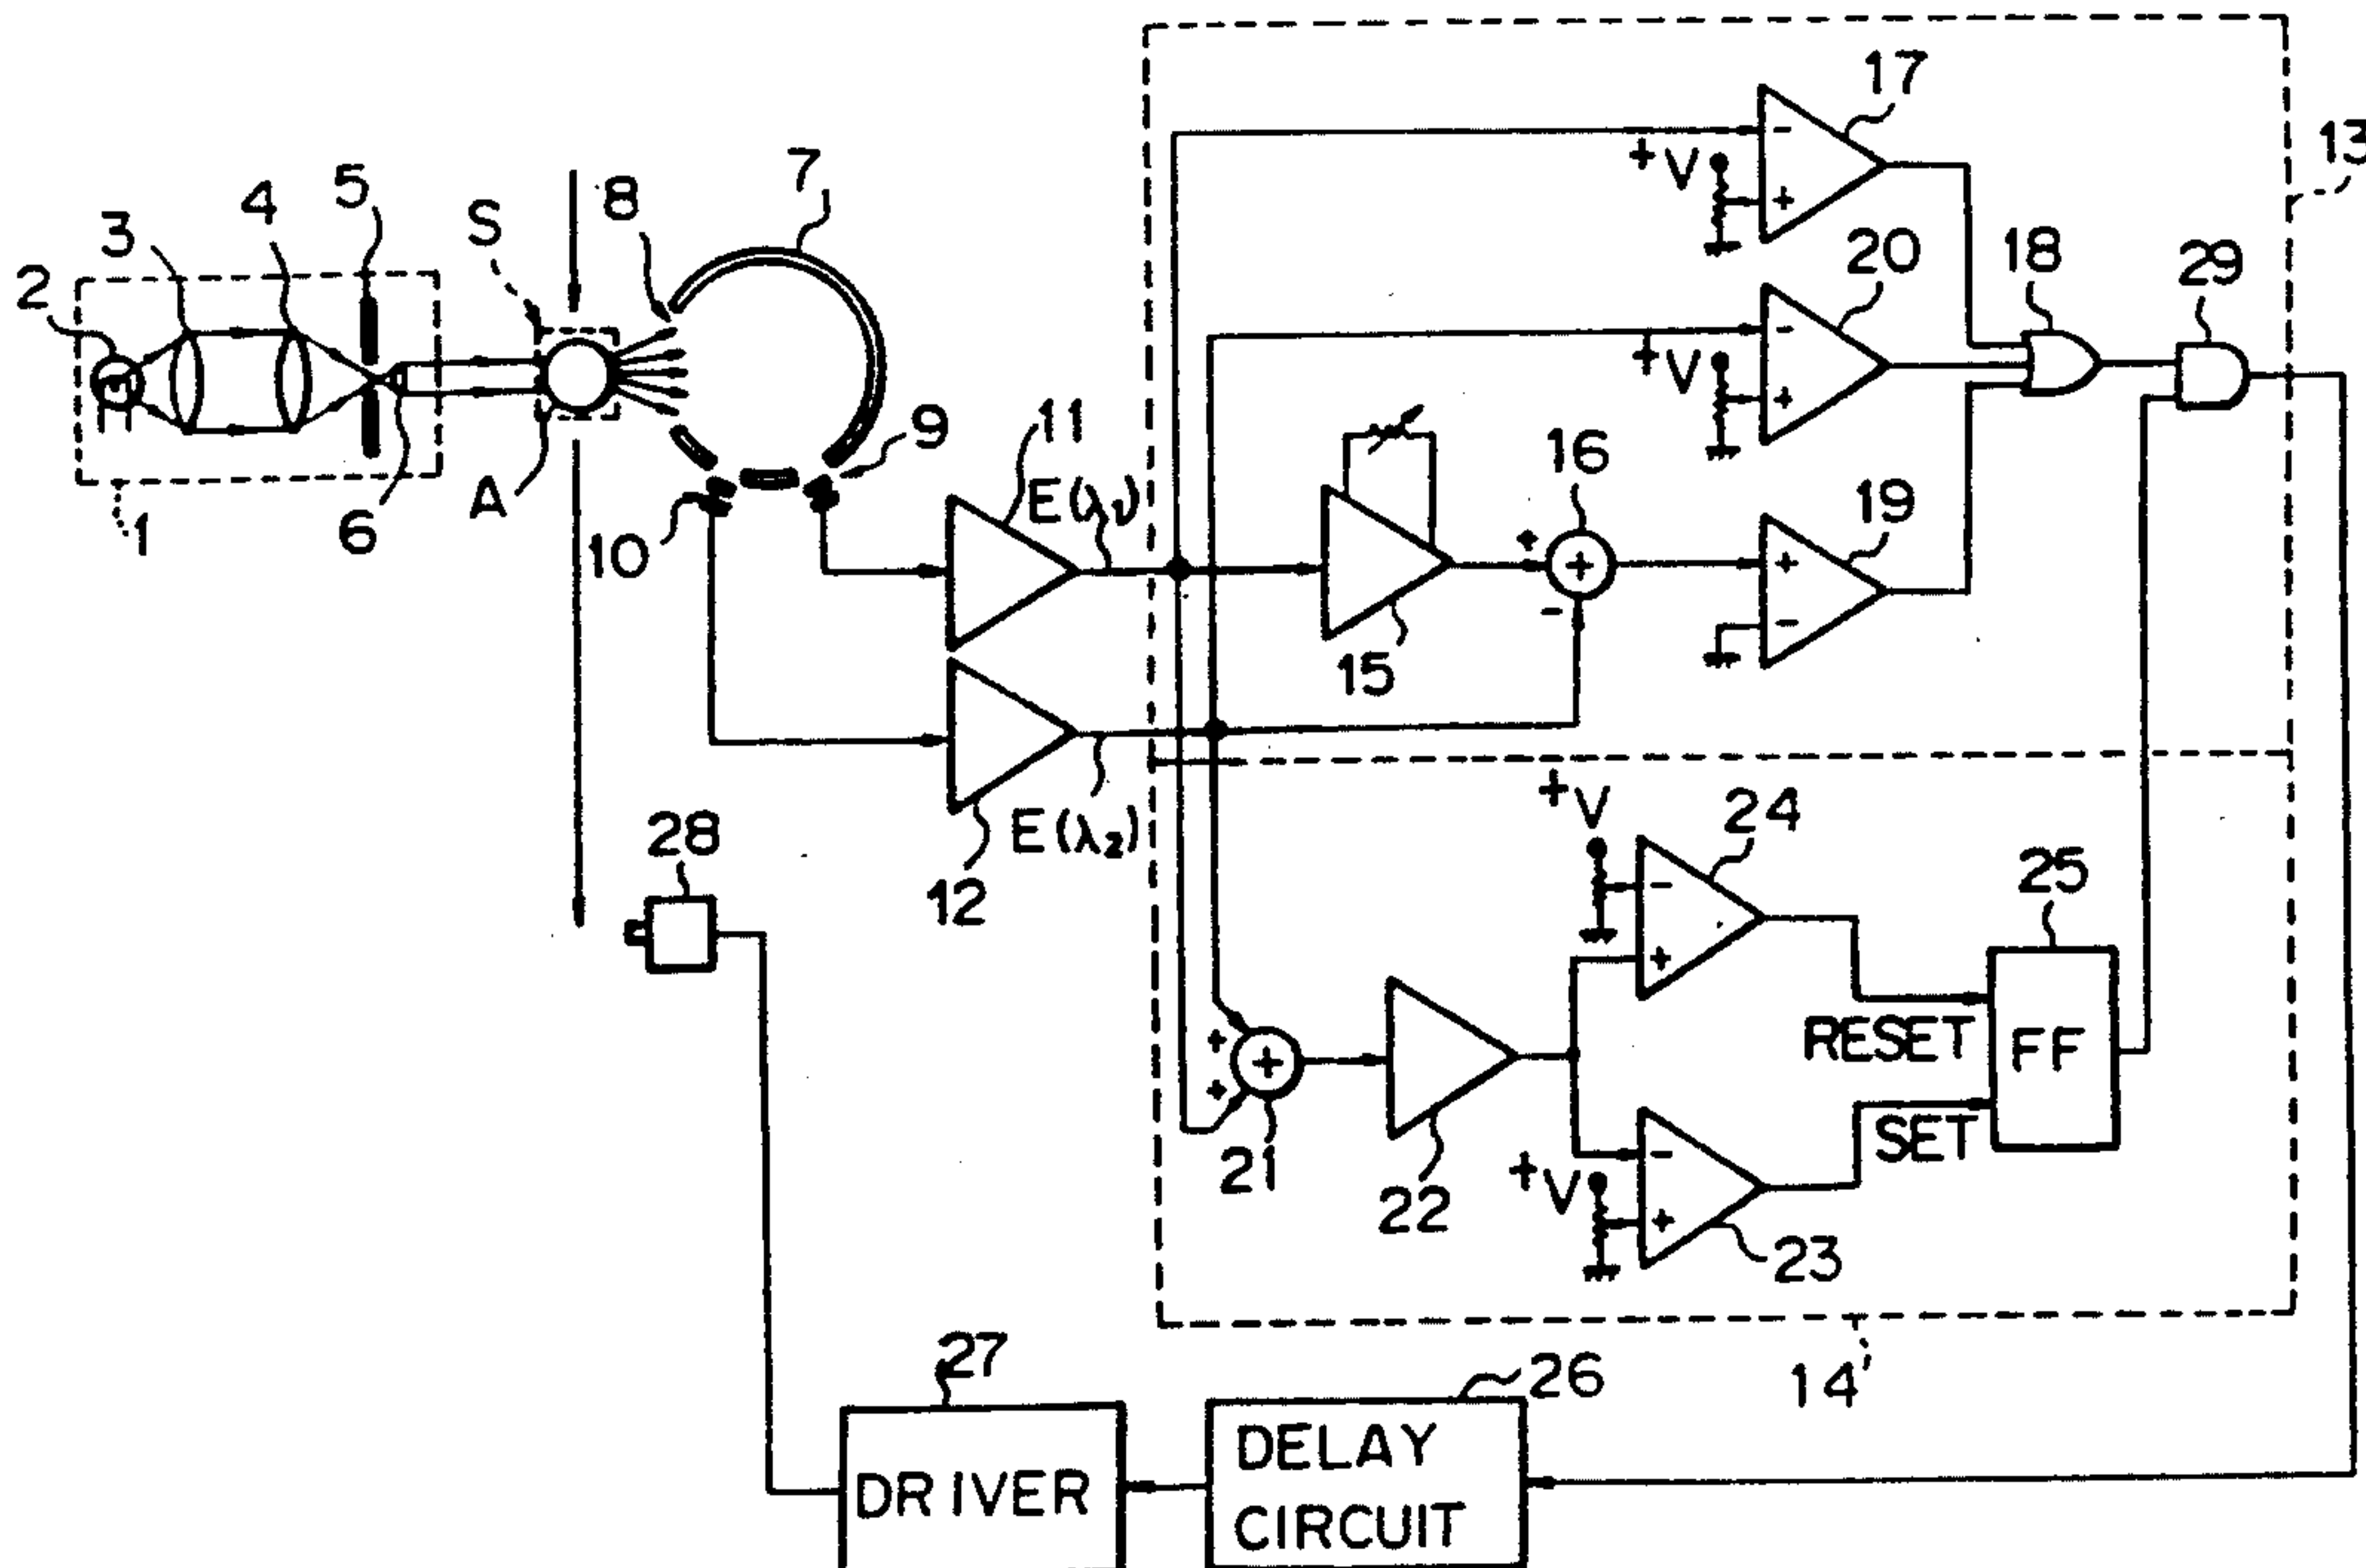 17
13
+V
7
5
4
S
8
3
20
18
29
2
+V
9
11
16
E(λ1)
19
A
1
6
10
15
+V
24
28
E(λ2)
25
12
RESET
FF
SET
21
+V
22
23
27
26
14
DELAY
DRIVER
CIRCUIT